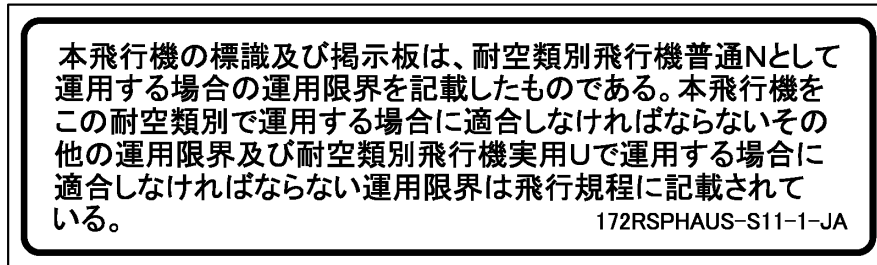 本飛行機の標識及び掲示板は、耐空類別飛行機普通Nとして
運用する場合の運用限界を記載したものである。本飛行機を
この耐空類別で運用する場合に適合しなければならないその
他の運用限界及び耐空類別飛行機実用Uで運用する場合に
適合しなければならない運用限界は飛行規程に記載されて
いる。 172RSPHAUS-S11-1-JA